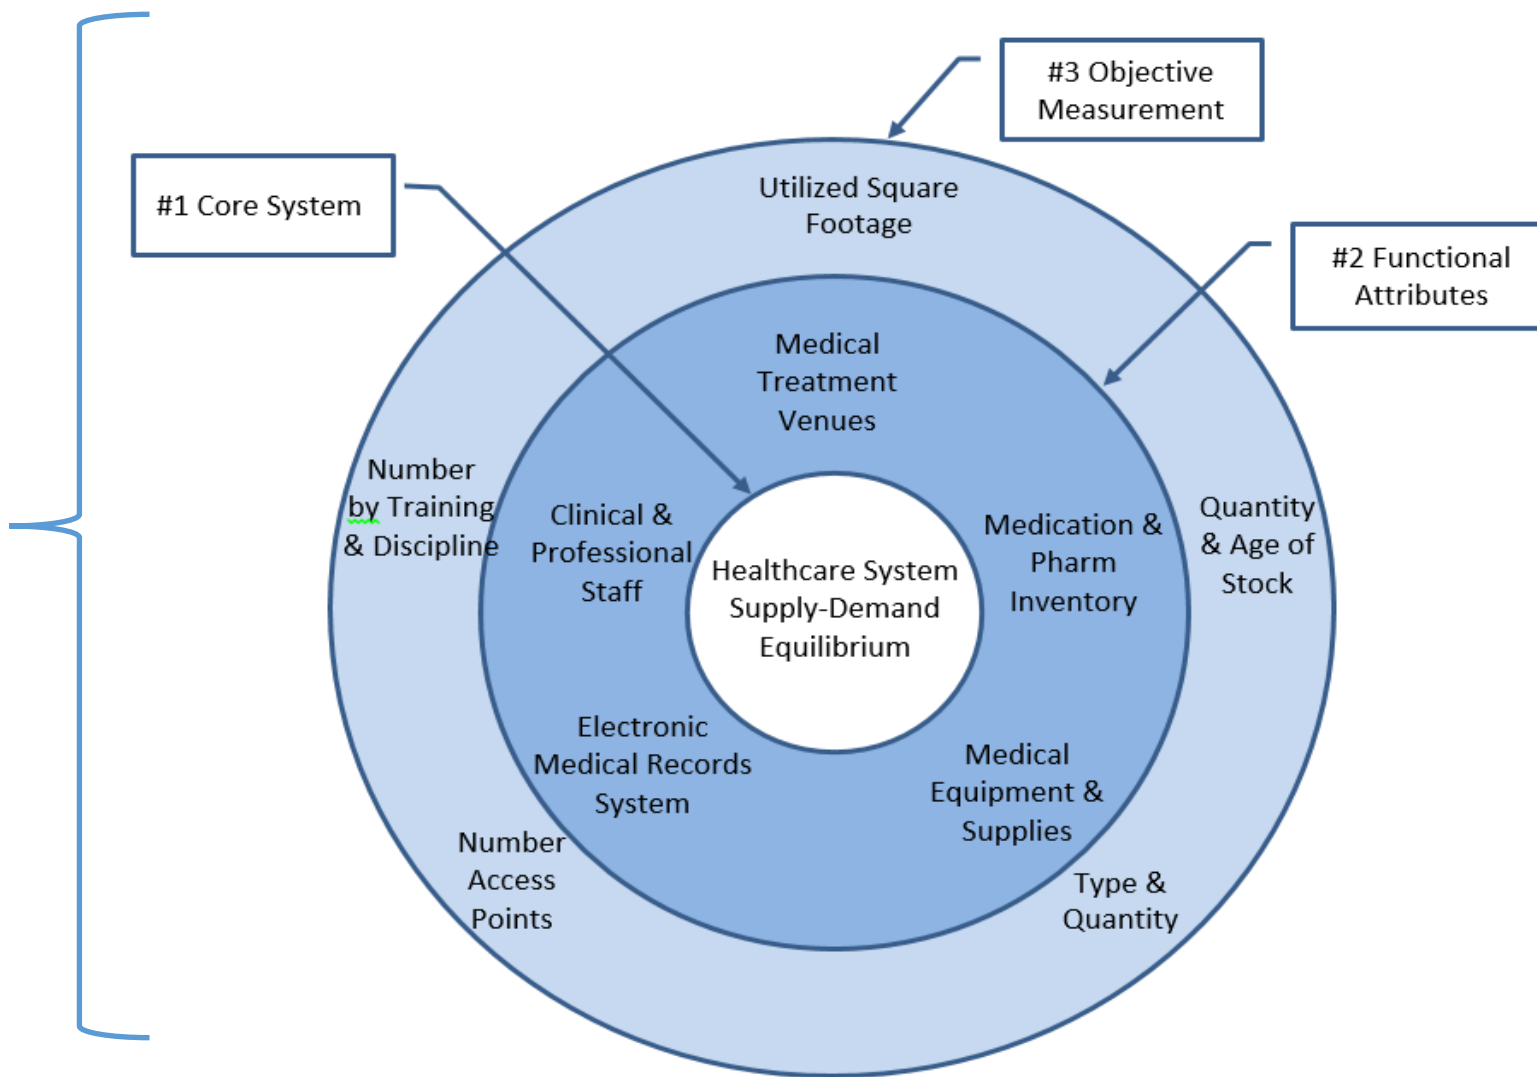 #3 Objective
Measurement
#1 Core System
Utilized Square
Footage
#2 Functional
Attributes
Medical
Treatment
Venues
Number
by Training
& Discipline
Clinical &
Professional
Staff
Medication &
Pharm
Inventory
Quantity
& Age of
Stock
Healthcare System
Supply-Demand
Equilibrium
Electronic
Medical Records
System
Medical
Equipment &
Supplies
Number
Access
Points
Type &
Quantity